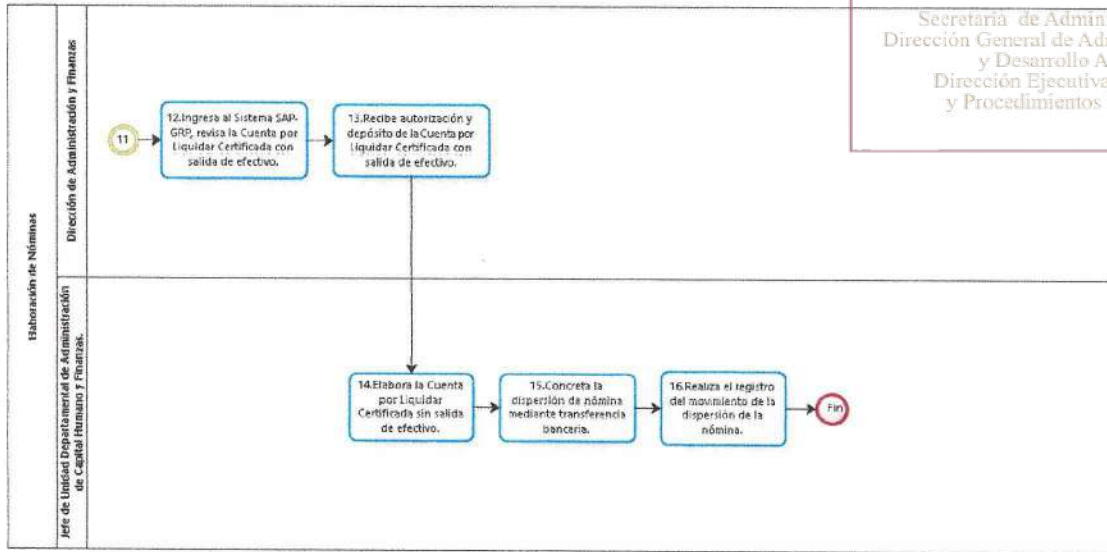 Secretaría de Admin
Dirección General de Ad
y Desarrollo A
Dirección Ejecutiva
y Procedimientos
Elaboración de Nóminas
Dirección de Administración y Finanzas
11
12.Ingresa al Sistema SAP-
GRP, revisa la Cuenta por
Liquidar Certificada con
salida de efectivo.
13.Recibe autorización y
depósito de la Cuenta por
Liquidar Certificada con
salida de efectivo.
Jefe de Unidad Departamental de Administración
de Capital Humano y Finanzas.
14.Elabora la Cuenta
por Liquidar
Certificada sin salida
de efectivo.
15.Concreta la
dispersión de nómina
mediante transferencia
bancaria.
16.Realiza el registro
del movimiento de la
dispersión de la
nómina.
Fin